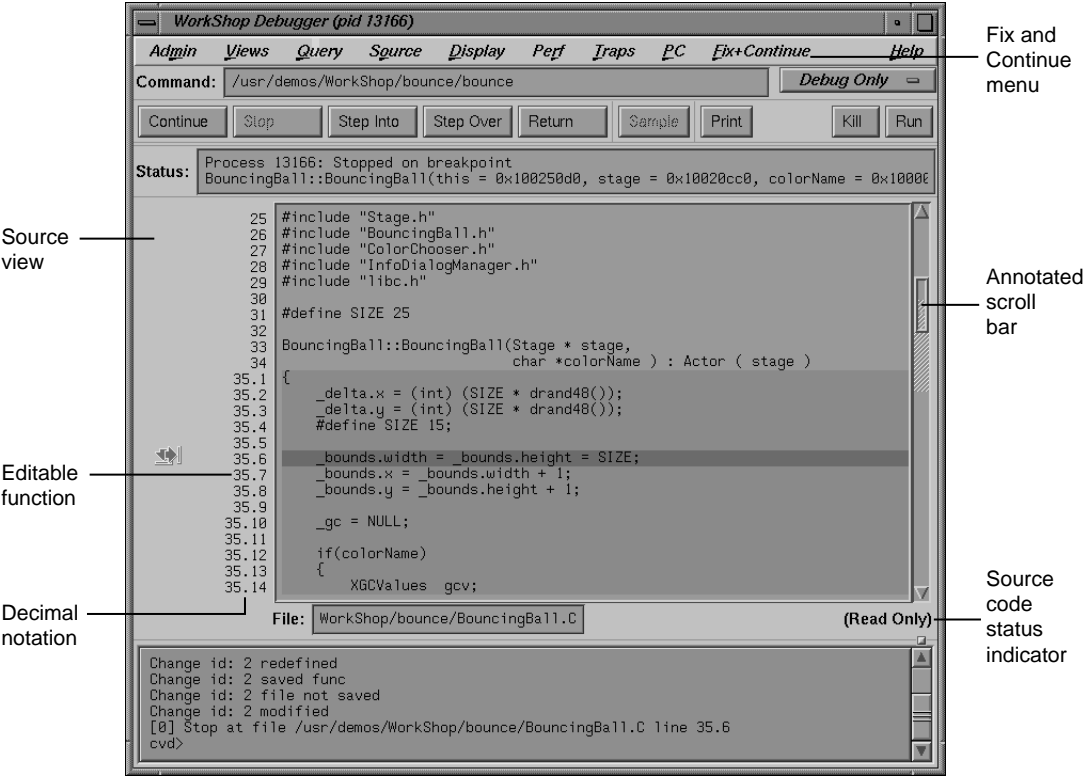 WorkShop Debugger (pid 13166)
Admin Views Query Source Display Perf Traps PC Fix+Continue Help
Fix and
Continue
menu
Command: /usr/demos/WorkShop/bounce/bounce Debug Only
Continue Stop Step Into Step Over Return Sample Print Kill Run
Status: Process 13166: Stopped on breakpoint
BouncingBall::BouncingBall(this = 0x100250d0, stage = 0x10020cc0, colorName = 0x10000
Source
view
25 #include "Stage.h"
26 #include "BouncingBall.h"
27 #include "ColorChooser.h"
28 #include "InfoDialogManager.h"
29 #include "libc.h"
30
31 #define SIZE 25
32
33 BouncingBall::BouncingBall(Stage * stage,
34 char *colorName ) : Actor ( stage )
35.1 {
35.2 _delta.x = (int) (SIZE * drand48());
35.3 _delta.y = (int) (SIZE * drand48());
35.4 #define SIZE 15;
35.5
35.6 _bounds.width = _bounds.height = SIZE;
35.7 _bounds.x = _bounds.width + 1;
35.8 _bounds.y = _bounds.height + 1;
35.9
35.10 _gc = NULL;
35.11
35.12 if(colorName)
35.13 {
35.14 XGCValues gcv;
Annotated
scroll
bar
Editable
function
Decimal
notation
File: WorkShop/bounce/BouncingBall.C (Read Only)
Source
code
status
indicator
Change id: 2 redefined
Change id: 2 saved func
Change id: 2 file not saved
Change id: 2 modified
[0] Stop at file /usr/demos/WorkShop/bounce/BouncingBall.C line 35.6
cvd>